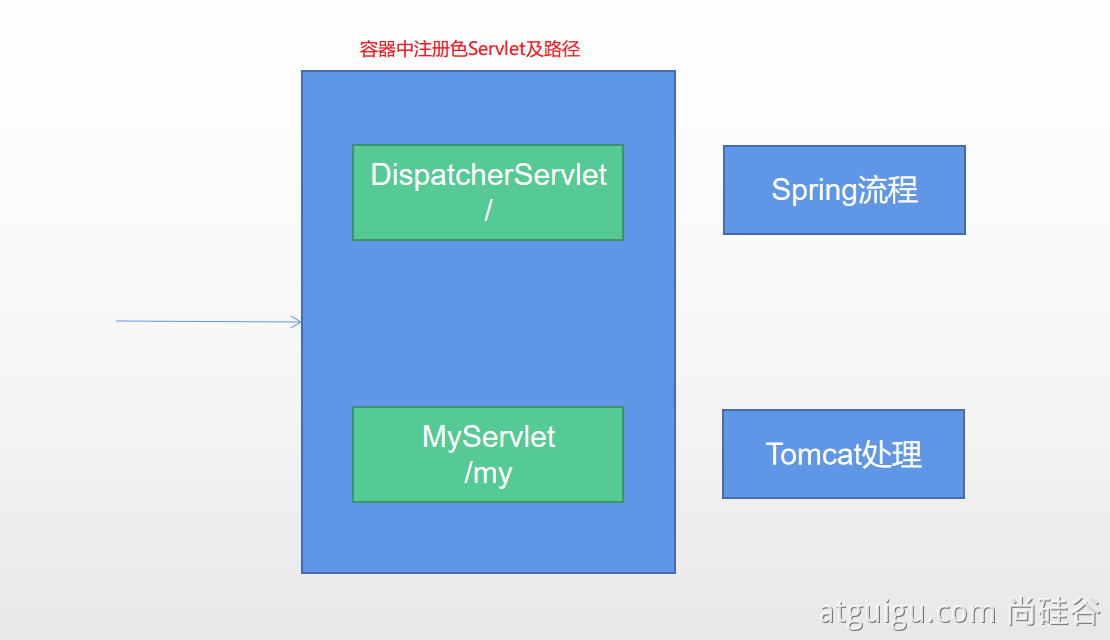 容器中注册色Servlet及路径
DispatcherServlet
/
Spring流程
MyServlet
/my
Tomcat处理
atguigu.com 尚硅谷